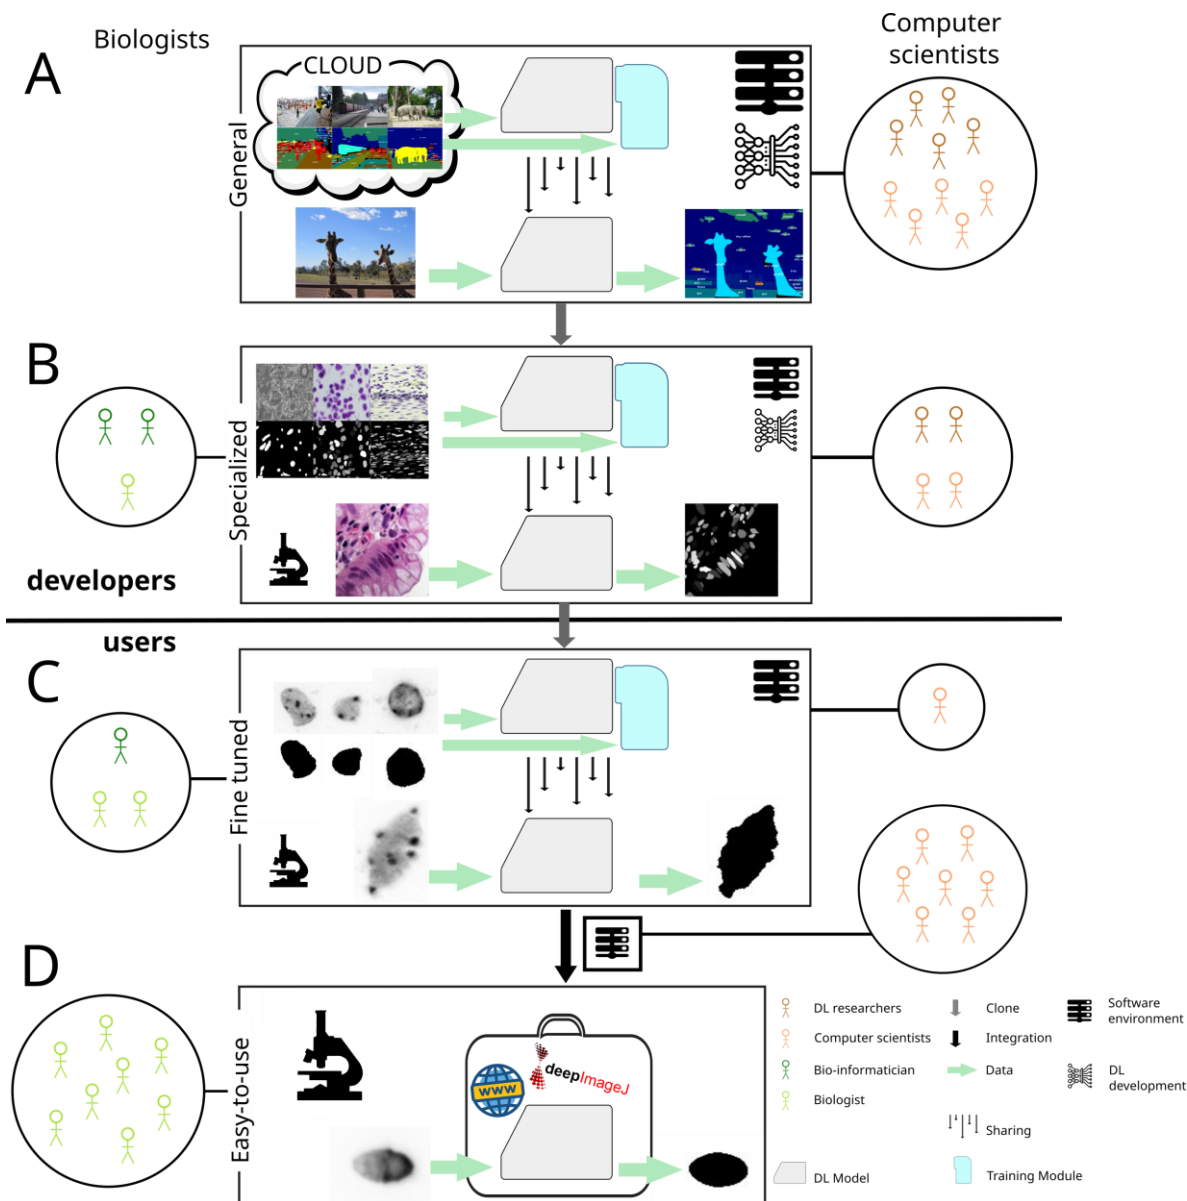 Biologists
Computer
scientists
A
CLOUD
General
B
Specialized
developers
users
C
Fine tuned
D
Easy-to-use
www
deepImageJ
DL researchers
Clone
Software
environment
Computer scientists
Integration
Bio-informatician
Data
DL
development
Biologist
Sharing
DL Model
Training Module